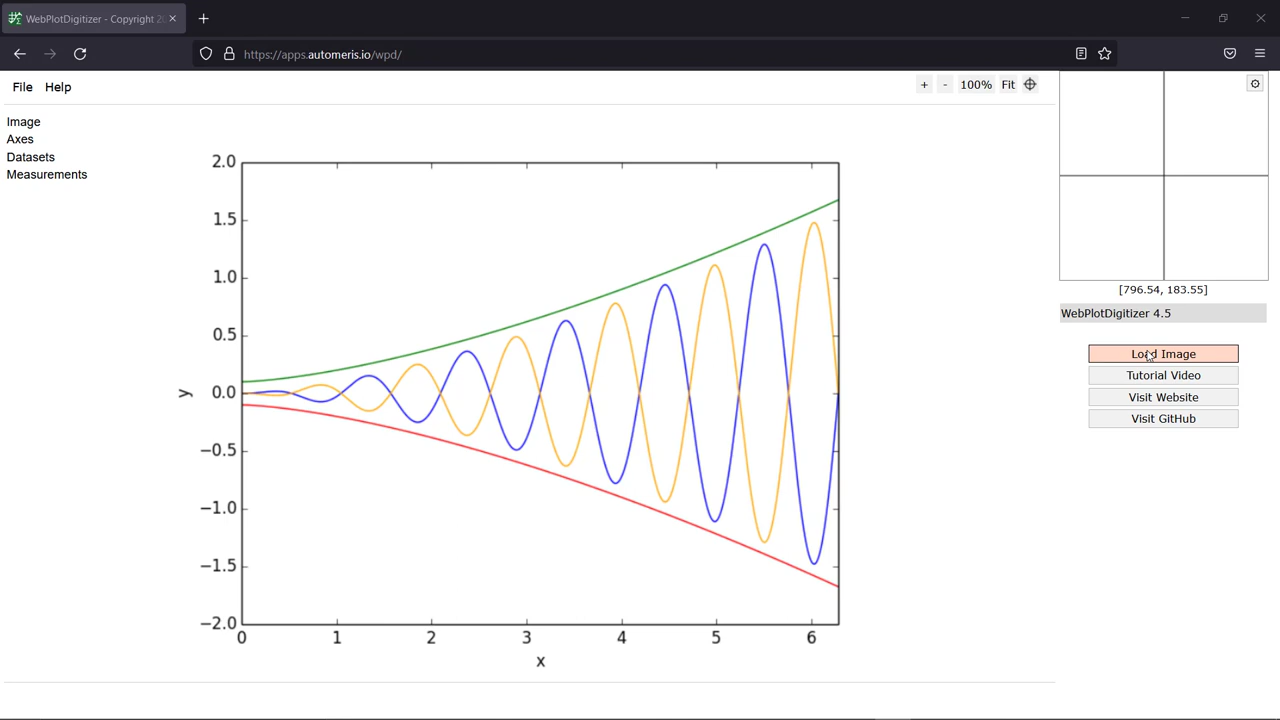 WebPlotDigitizer - Copyright 20
https://apps.automeris.io/wpd/
File Help
+ - 100% Fit
Image
Axes
Datasets
Measurements
2.0
1.5
1.0
0.5
0.0
−0.5
−1.0
−1.5
−2.0
y
0 1 2 3 4 5 6
x
[796.54, 183.55]
WebPlotDigitizer 4.5
Load Image
Tutorial Video
Visit Website
Visit GitHub